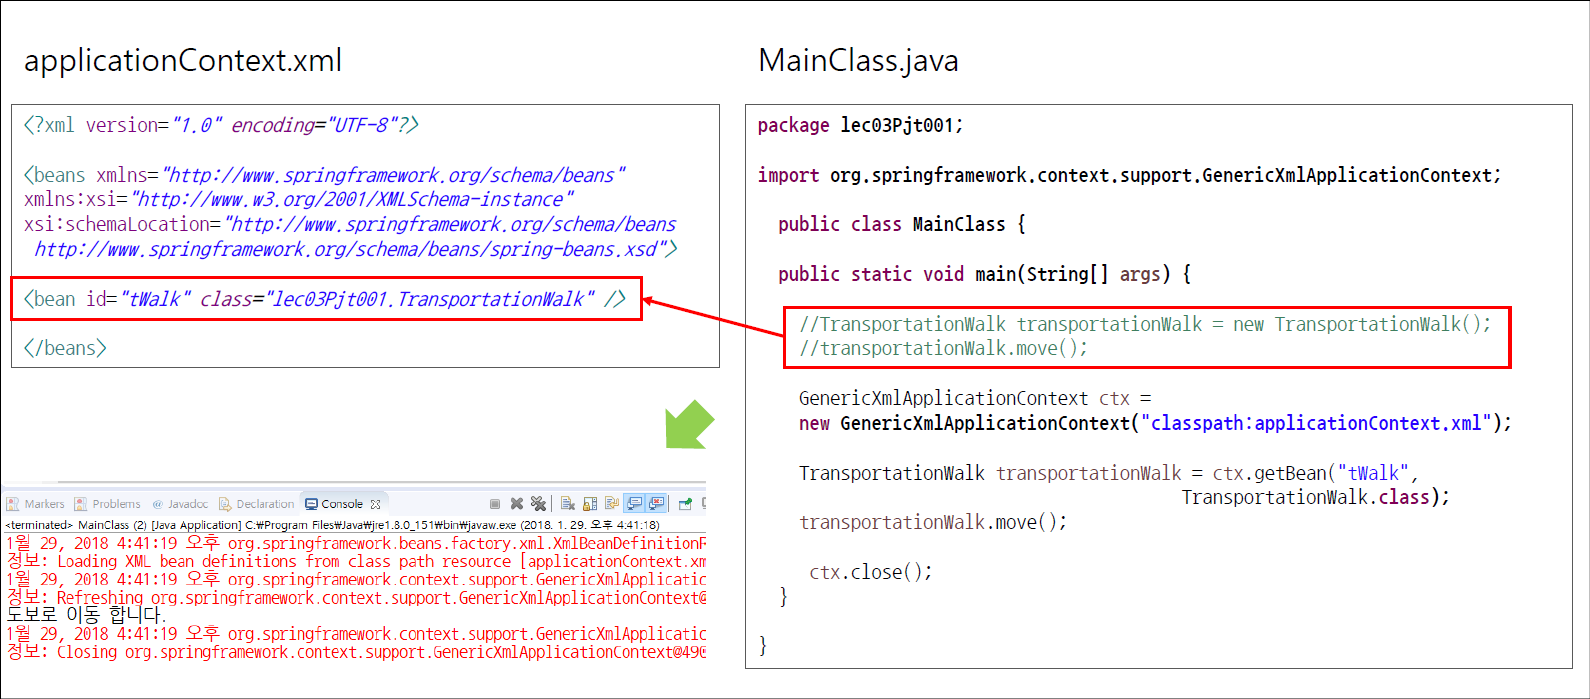 applicationContext.xml
<?xml version="1.0" encoding="UTF-8"?>
<beans xmlns="http://www.springframework.org/schema/beans"
xmlns:xsi="http://www.w3.org/2001/XMLSchema-instance"
xsi:schemaLocation="http://www.springframework.org/schema/beans
http://www.springframework.org/schema/beans/spring-beans.xsd">
<bean id="tWalk" class="lec03Pjt001.TransportationWalk" />
</beans>
MainClass.java
package lec03Pjt001;
import org.springframework.context.support.GenericXmlApplicationContext;
public class MainClass {
public static void main(String[] args) {
//TransportationWalk transportationWalk = new TransportationWalk();
//transportationWalk.move();
GenericXmlApplicationContext ctx =
new GenericXmlApplicationContext("classpath:applicationContext.xml");
TransportationWalk transportationWalk = ctx.getBean("tWalk",
TransportationWalk.class);
transportationWalk.move();
ctx.close();
}
}
Markers Problems @ Javadoc Declaration Console
<terminated> MainClass (2) [Java Application] C:₩Program Files₩Java₩jre1.8.0_151₩bin₩javaw.exe (2018. 1. 29. 오후 4:41:18)
1월 29, 2018 4:41:19 오후 org.springframework.beans.factory.xml.XmlBeanDefinitionR
정보: Loading XML bean definitions from class path resource [applicationContext.xm
1월 29, 2018 4:41:19 오후 org.springframework.context.support.GenericXmlApplicatio
정보: Refreshing org.springframework.context.support.GenericXmlApplicationContext@
도보로 이동 합니다.
1월 29, 2018 4:41:19 오후 org.springframework.context.support.GenericXmlApplicatio
정보: Closing org.springframework.context.support.GenericXmlApplicationContext@490